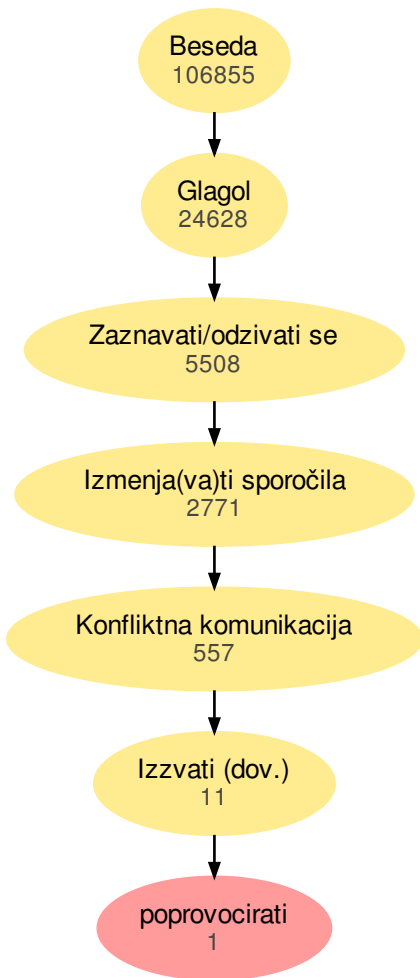 Beseda
106855
Glagol
24628
Zaznavati/odzivati se
5508
Izmenja(va)ti sporočila
2771
Konfliktna komunikacija
557
Izzvati (dov.)
11
poprovocirati
1